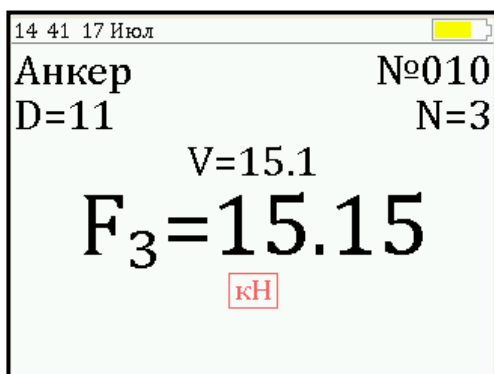 14 41 17 Июл
Анкер №010
D=11 N=3
V=15.1
F₃=15.15
кН